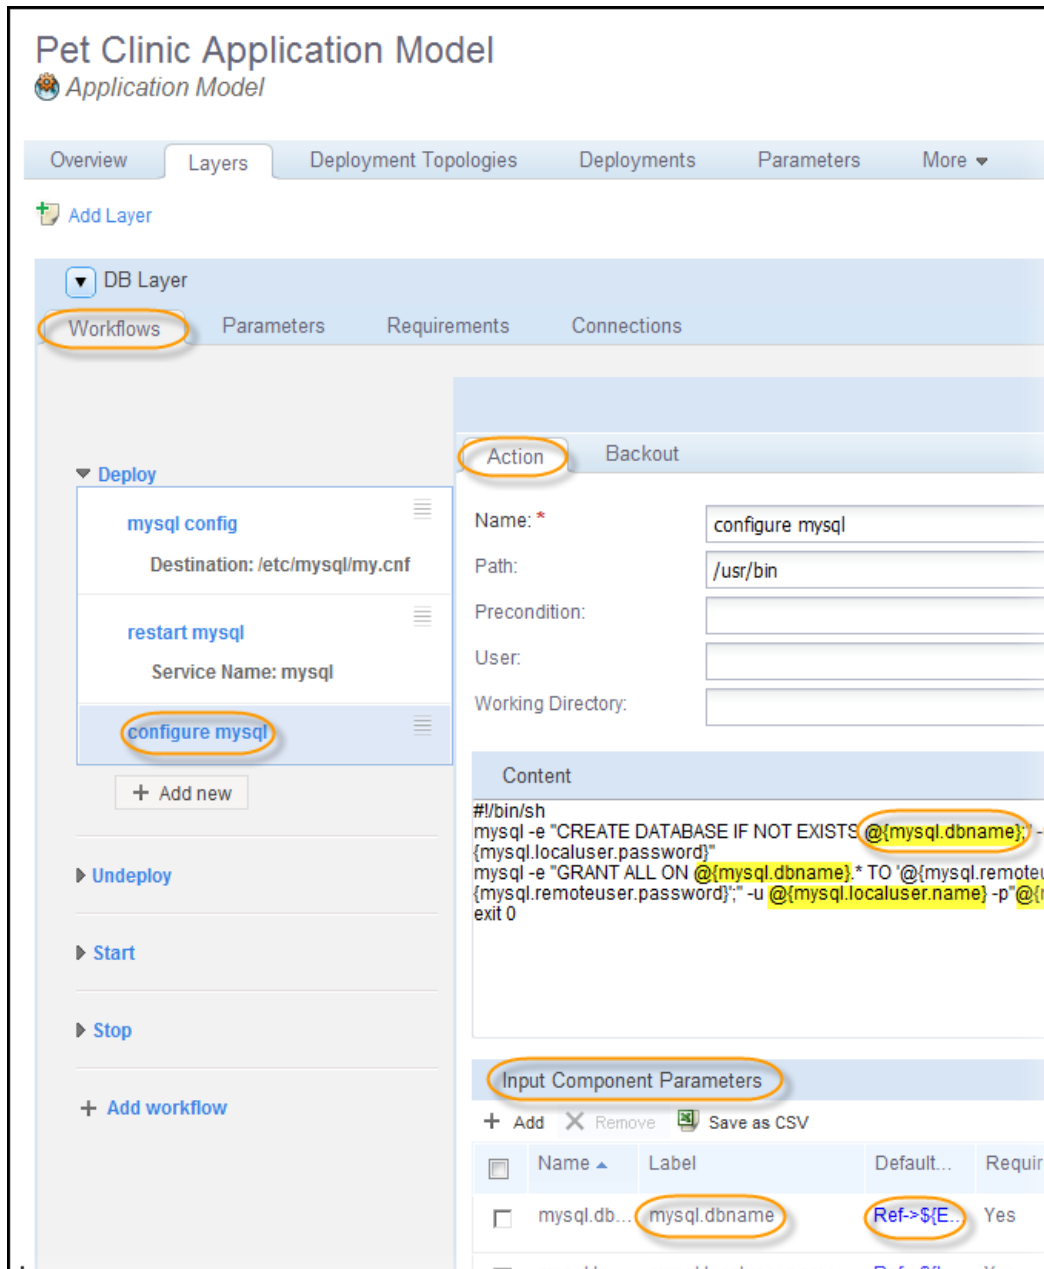 Pet Clinic Application Model
Application Model
Overview Layers Deployment Topologies Deployments Parameters More
Add Layer
DB Layer
Workflows Parameters Requirements Connections
Action Backout
Deploy
mysql config
Destination: /etc/mysql/my.cnf
restart mysql
Service Name: mysql
configure mysql
+ Add new
Undeploy
Start
Stop
+ Add workflow
Name: * configure mysql
Path: /usr/bin
Precondition:
User:
Working Directory:
Content
#!/bin/sh
mysql -e "CREATE DATABASE IF NOT EXISTS @{mysql.dbname};" -
{mysql.localuser.password}"
mysql -e "GRANT ALL ON @{mysql.dbname}.* TO '@{mysql.remoteu
{mysql.remoteuser.password}';" -u @{mysql.localuser.name} -p"@{
exit 0
Input Component Parameters
+ Add Remove Save as CSV
Name Label Default... Requir
mysql.db... mysql.dbname Ref->${E... Yes